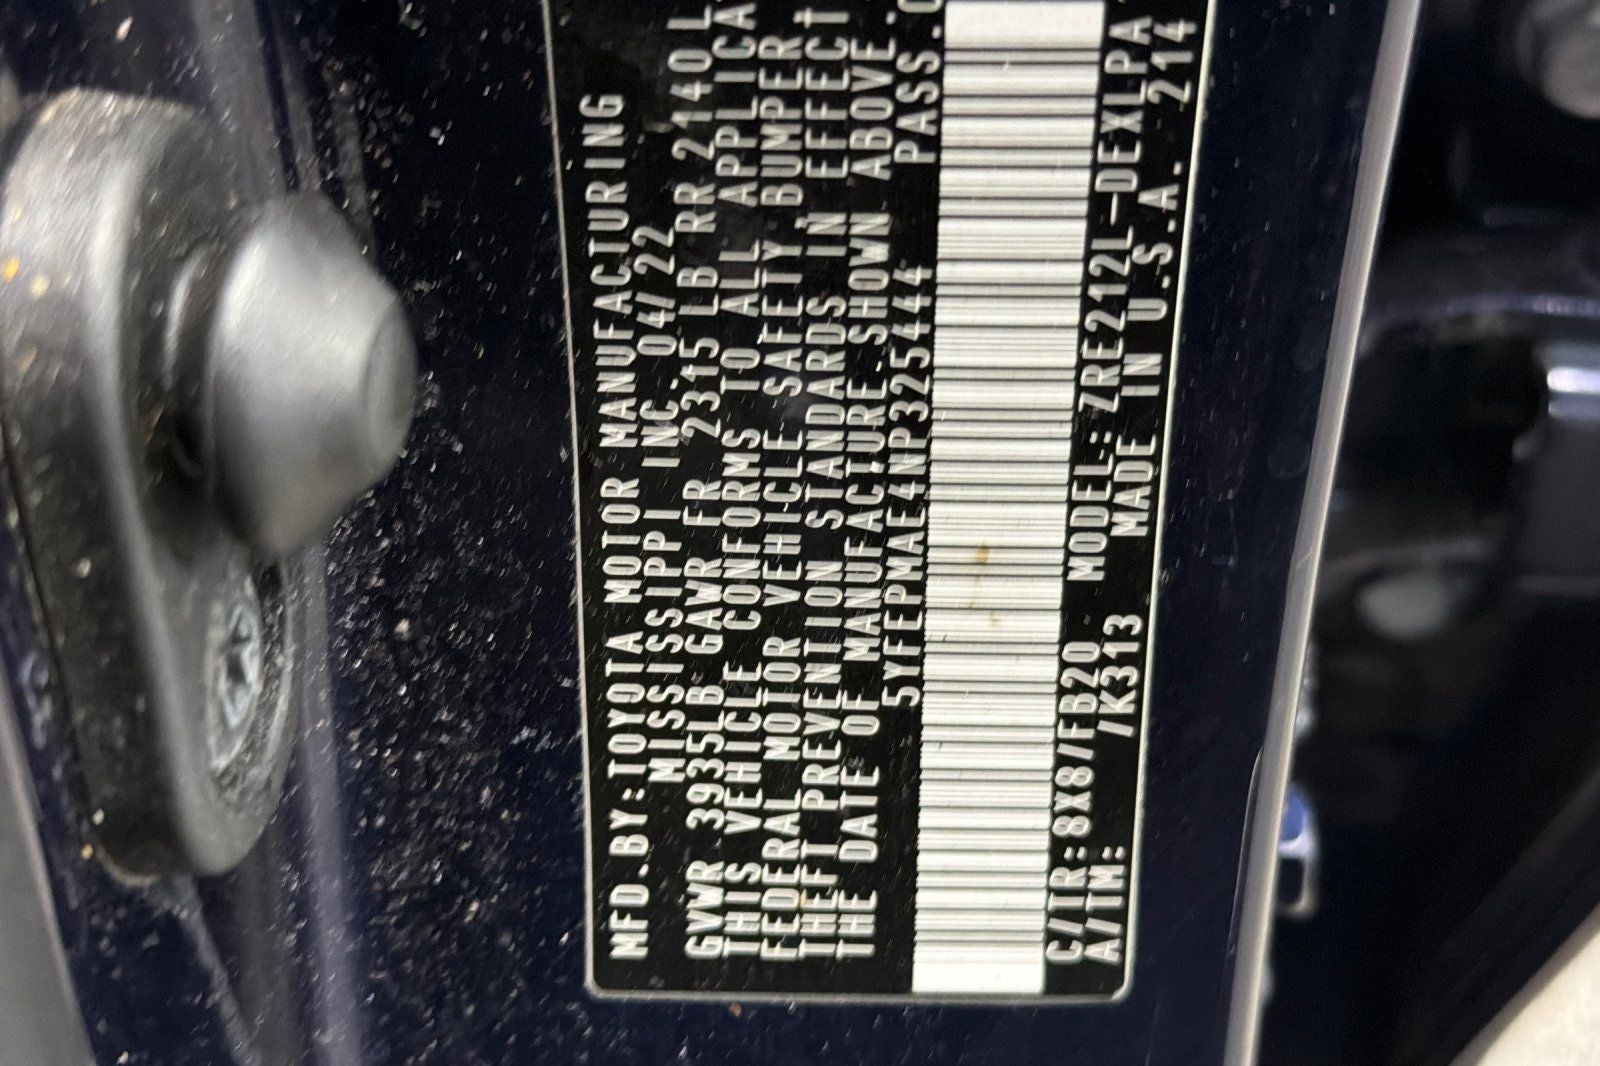 MFD.BY:TOYOTA MOTOR MANUFACTURING
MISSISSIPPI INC. 04/22
GVWR 3935LB GAWR FR 2315 LB RR 2140L
THIS VEHICLE CONFORMS TO ALL APPLICA
FEDERAL MOTOR VEHICLE SAFETY BUMPER
THEFT PREVENTION STANDARDS IN EFFECT
THE DATE OF MANUFACTURE SHOWN ABOVE.
5YFEPMAE4NP325444 PASS.C
C/TR:8X8/FB20 MODEL:ZRE212L-DEXLPA
A/TM: /K313 MADE IN U.S.A. 214